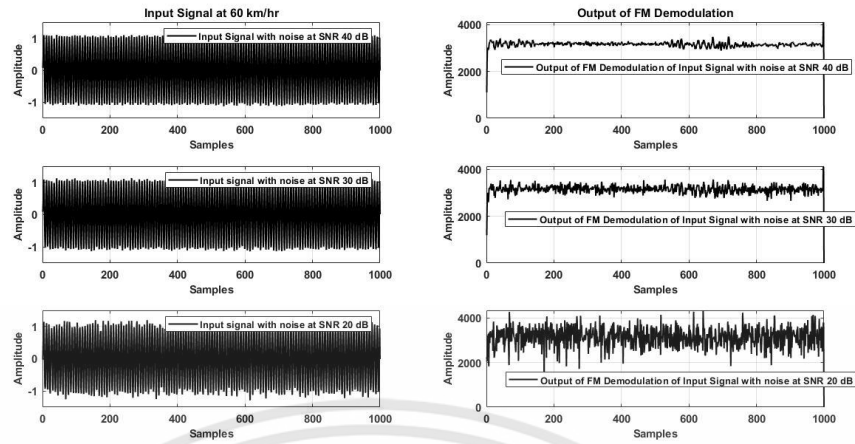 Input Signal at 60 km/hr
Input Signal with noise at SNR 40 dB
Amplitude
1
0
-1
0 200 400 600 800 1000
Samples
Output of FM Demodulation
Output of FM Demodulation of Input Signal with noise at SNR 40 dB
Amplitude
4000
2000
0
0 200 400 600 800 1000
Samples
Input signal with noise at SNR 30 dB
Amplitude
1
0
-1
0 200 400 600 800 1000
Samples
Output of FM Demodulation of Input Signal with noise at SNR 30 dB
Amplitude
4000
2000
0
0 200 400 600 800 1000
Samples
Input signal with noise at SNR 20 dB
Amplitude
1
0
-1
0 200 400 600 800 1000
Samples
Output of FM Demodulation of Input Signal with noise at SNR 20 dB
Amplitude
4000
2000
0
0 200 400 600 800 1000
Samples